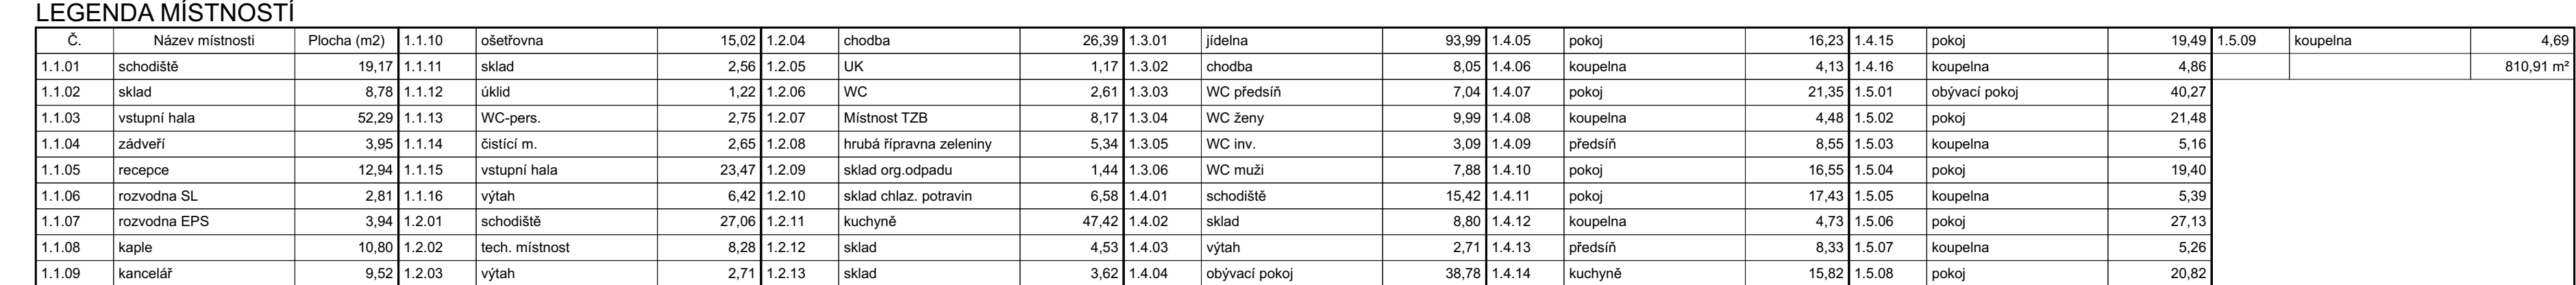 LEGENDA MÍSTNOSTÍ
Č. Název místnosti Plocha (m2) 1.1.10 ošetřovna 15,02 1.2.04 chodba 26,39 1.3.01 jídelna 93,99 1.4.05 pokoj 16,23 1.4.15 pokoj 19,49 1.5.09 koupelna 4,69
1.1.01 schodiště 19,17 1.1.11 sklad 2,56 1.2.05 UK 1,17 1.3.02 chodba 8,05 1.4.06 koupelna 4,13 1.4.16 koupelna 4,86 810,91 m²
1.1.02 sklad 8,78 1.1.12 úklid 1,22 1.2.06 WC 2,61 1.3.03 WC předsíň 7,04 1.4.07 pokoj 21,35 1.5.01 obývací pokoj 40,27
1.1.03 vstupní hala 52,29 1.1.13 WC-pers. 2,75 1.2.07 Místnost TZB 8,17 1.3.04 WC ženy 9,99 1.4.08 koupelna 4,48 1.5.02 pokoj 21,48
1.1.04 zádveří 3,95 1.1.14 čistící m. 2,65 1.2.08 hrubá řípravna zeleniny 5,34 1.3.05 WC inv. 3,09 1.4.09 předsíň 8,55 1.5.03 koupelna 5,16
1.1.05 recepce 12,94 1.1.15 vstupní hala 23,47 1.2.09 sklad org.odpadu 1,44 1.3.06 WC muži 7,88 1.4.10 pokoj 16,55 1.5.04 pokoj 19,40
1.1.06 rozvodna SL 2,81 1.1.16 výtah 6,42 1.2.10 sklad chlaz. potravin 6,58 1.4.01 schodiště 15,42 1.4.11 pokoj 17,43 1.5.05 koupelna 5,39
1.1.07 rozvodna EPS 3,94 1.2.01 schodiště 27,06 1.2.11 kuchyně 47,42 1.4.02 sklad 8,80 1.4.12 koupelna 4,73 1.5.06 pokoj 27,13
1.1.08 kaple 10,80 1.2.02 tech. místnost 8,28 1.2.12 sklad 4,53 1.4.03 výtah 2,71 1.4.13 předsíň 8,33 1.5.07 koupelna 5,26
1.1.09 kancelář 9,52 1.2.03 výtah 2,71 1.2.13 sklad 3,62 1.4.04 obývací pokoj 38,78 1.4.14 kuchyně 15,82 1.5.08 pokoj 20,82